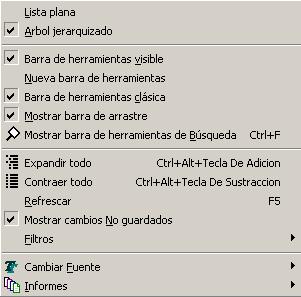 Lista plana
Arbol jerarquizado
Barra de herramientas visible
Nueva barra de herramientas
Barra de herramientas clásica
Mostrar barra de arrastre
Mostrar barra de herramientas de Búsqueda Ctrl+F
Expandir todo Ctrl+Alt+Tecla De Adicion
Contraer todo Ctrl+Alt+Tecla De Sustraccion
Refrescar F5
Mostrar cambios No guardados
Filtros
Cambiar Fuente
Informes